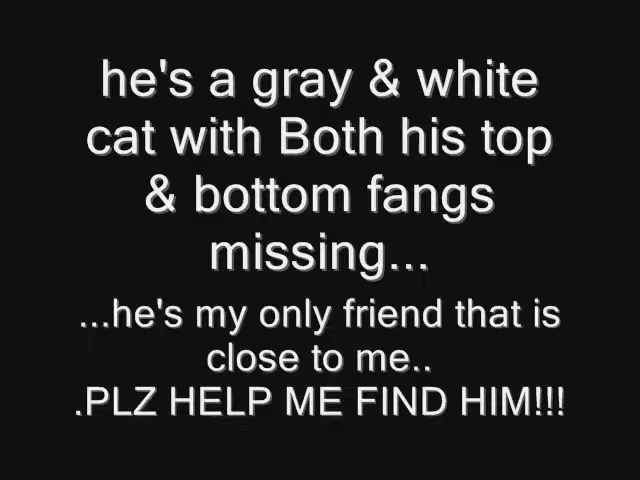 he's a gray & white
cat with Both his top
& bottom fangs
missing...
...he's my only friend that is
close to me..
.PLZ HELP ME FIND HIM!!!